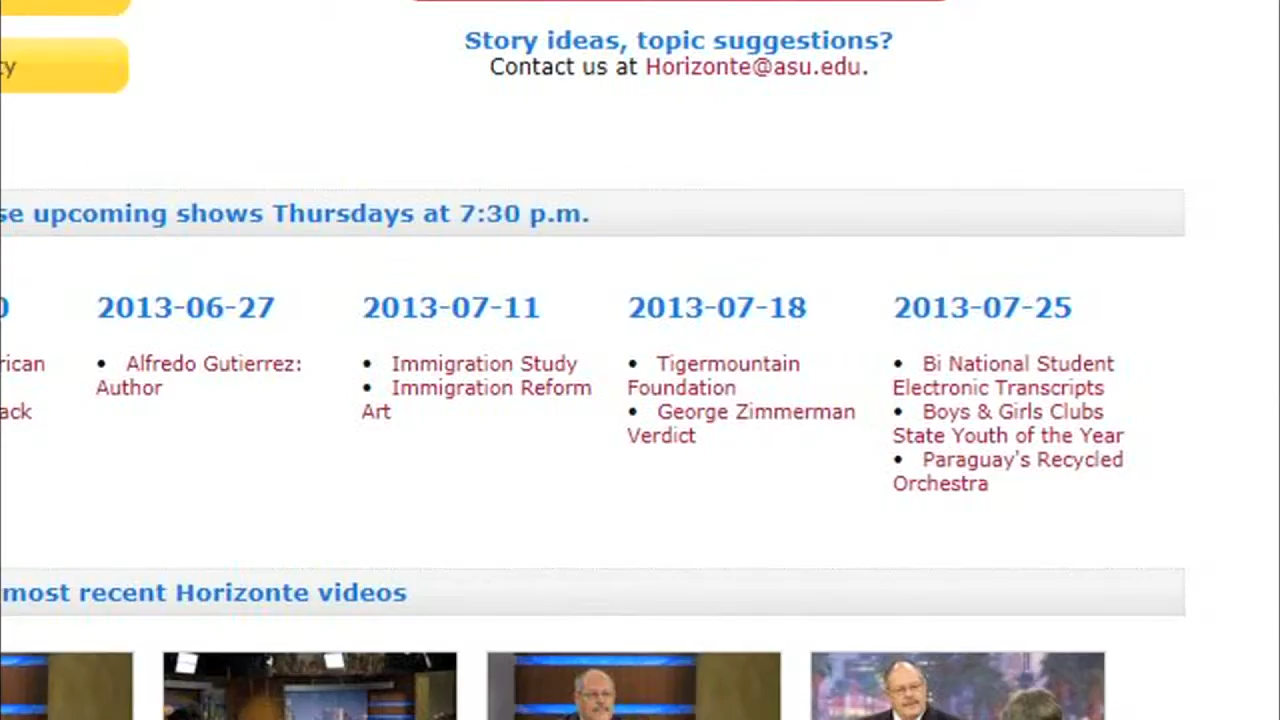 ty
Story ideas, topic suggestions?
Contact us at Horizonte@asu.edu.
se upcoming shows Thursdays at 7:30 p.m.
0
rican
ack
2013-06-27
• Alfredo Gutierrez:
Author
2013-07-11
• Immigration Study
• Immigration Reform
Art
2013-07-18
• Tigermountain
Foundation
• George Zimmerman
Verdict
2013-07-25
• Bi National Student
Electronic Transcripts
• Boys & Girls Clubs
State Youth of the Year
• Paraguay's Recycled
Orchestra
most recent Horizonte videos